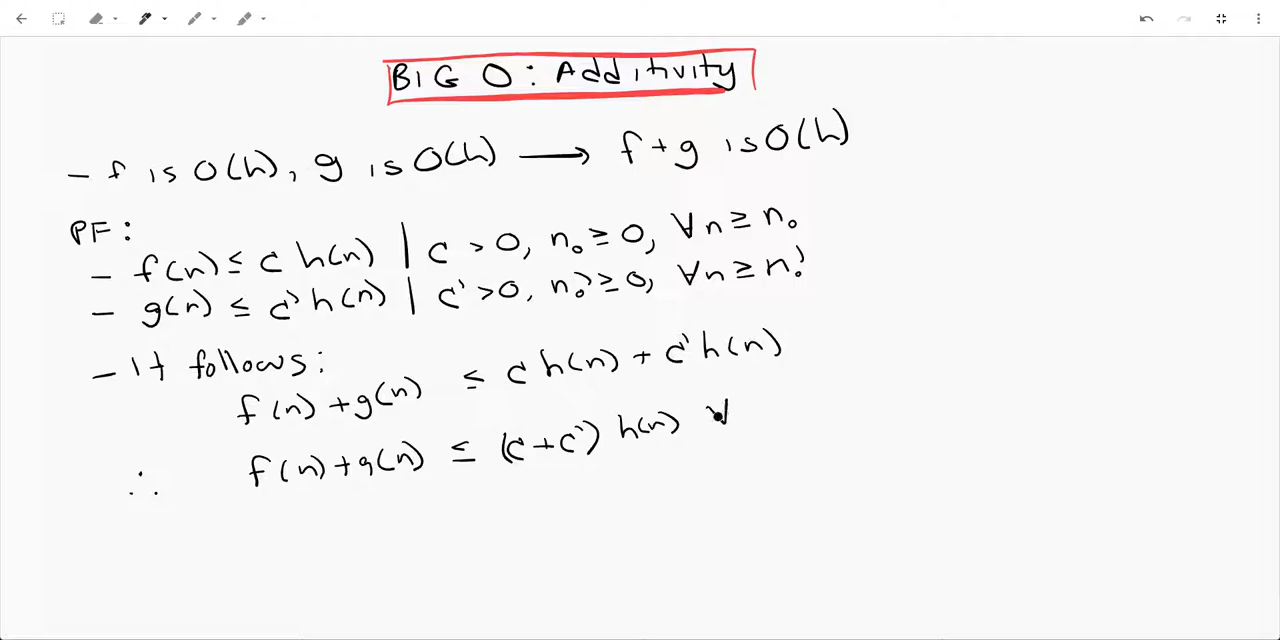 BIG O: Additivity
- f is O(h), g is O(h) ⟶ f+g is O(h)
PF:
- f(n) ≤ c h(n) | c > 0, n₀ ≥ 0, ∀n ≥ n₀
- g(n) ≤ c' h(n) | c' > 0, n₀' ≥ 0, ∀n ≥ n₀'
- It follows:
f(n) + g(n) ≤ c h(n) + c' h(n)
∴ f(n) + g(n) ≤ (c + c') h(n) ∀